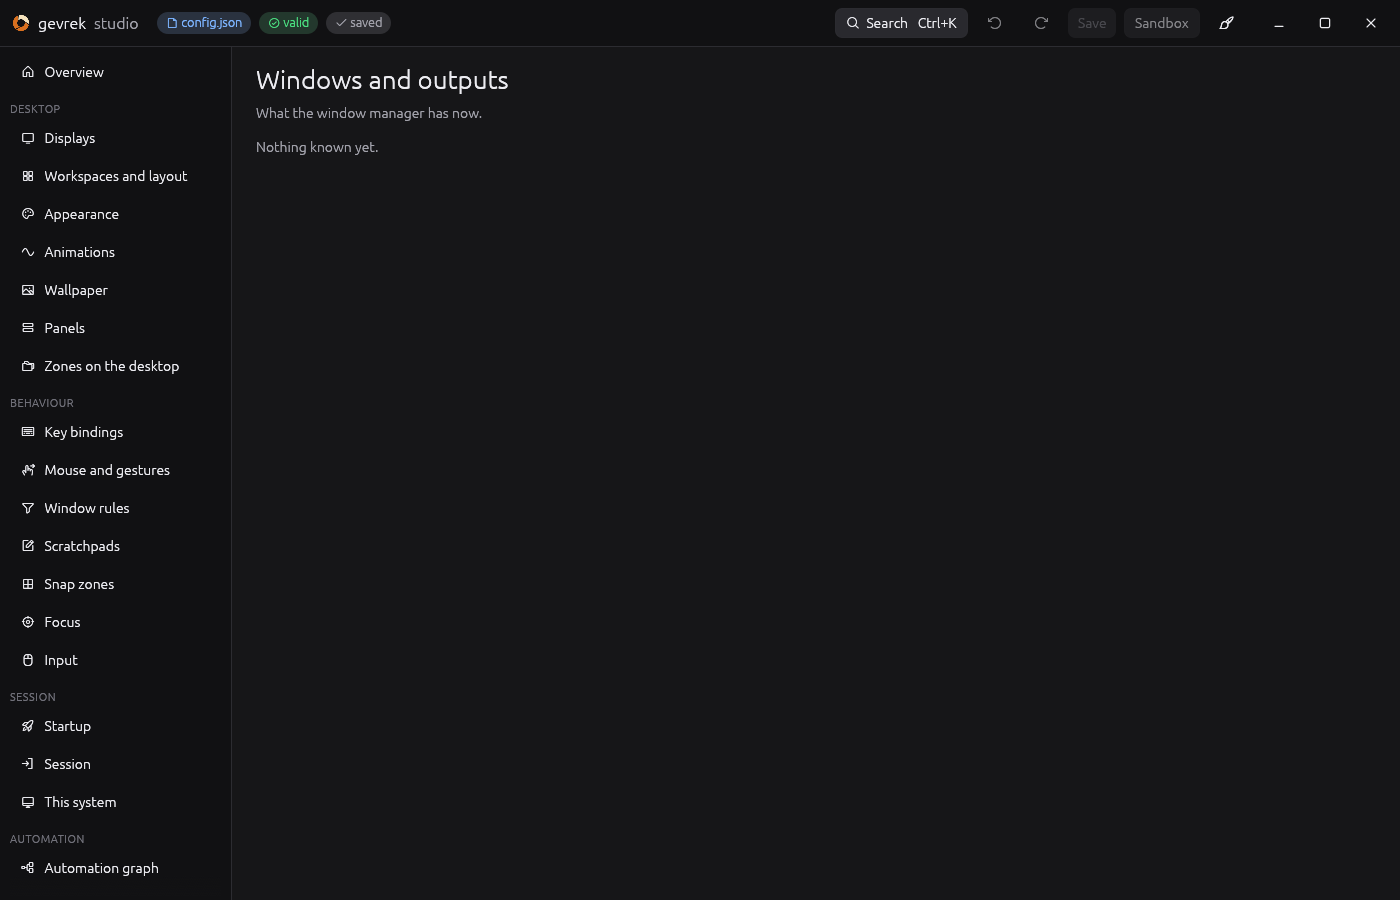 gevrek studio config.json valid saved Search Ctrl+K Save Sandbox
Overview
DESKTOP
Displays
Workspaces and layout
Appearance
Animations
Wallpaper
Panels
Zones on the desktop
BEHAVIOUR
Key bindings
Mouse and gestures
Window rules
Scratchpads
Snap zones
Focus
Input
SESSION
Startup
Session
This system
AUTOMATION
Automation graph
Windows and outputs
What the window manager has now.
Nothing known yet.